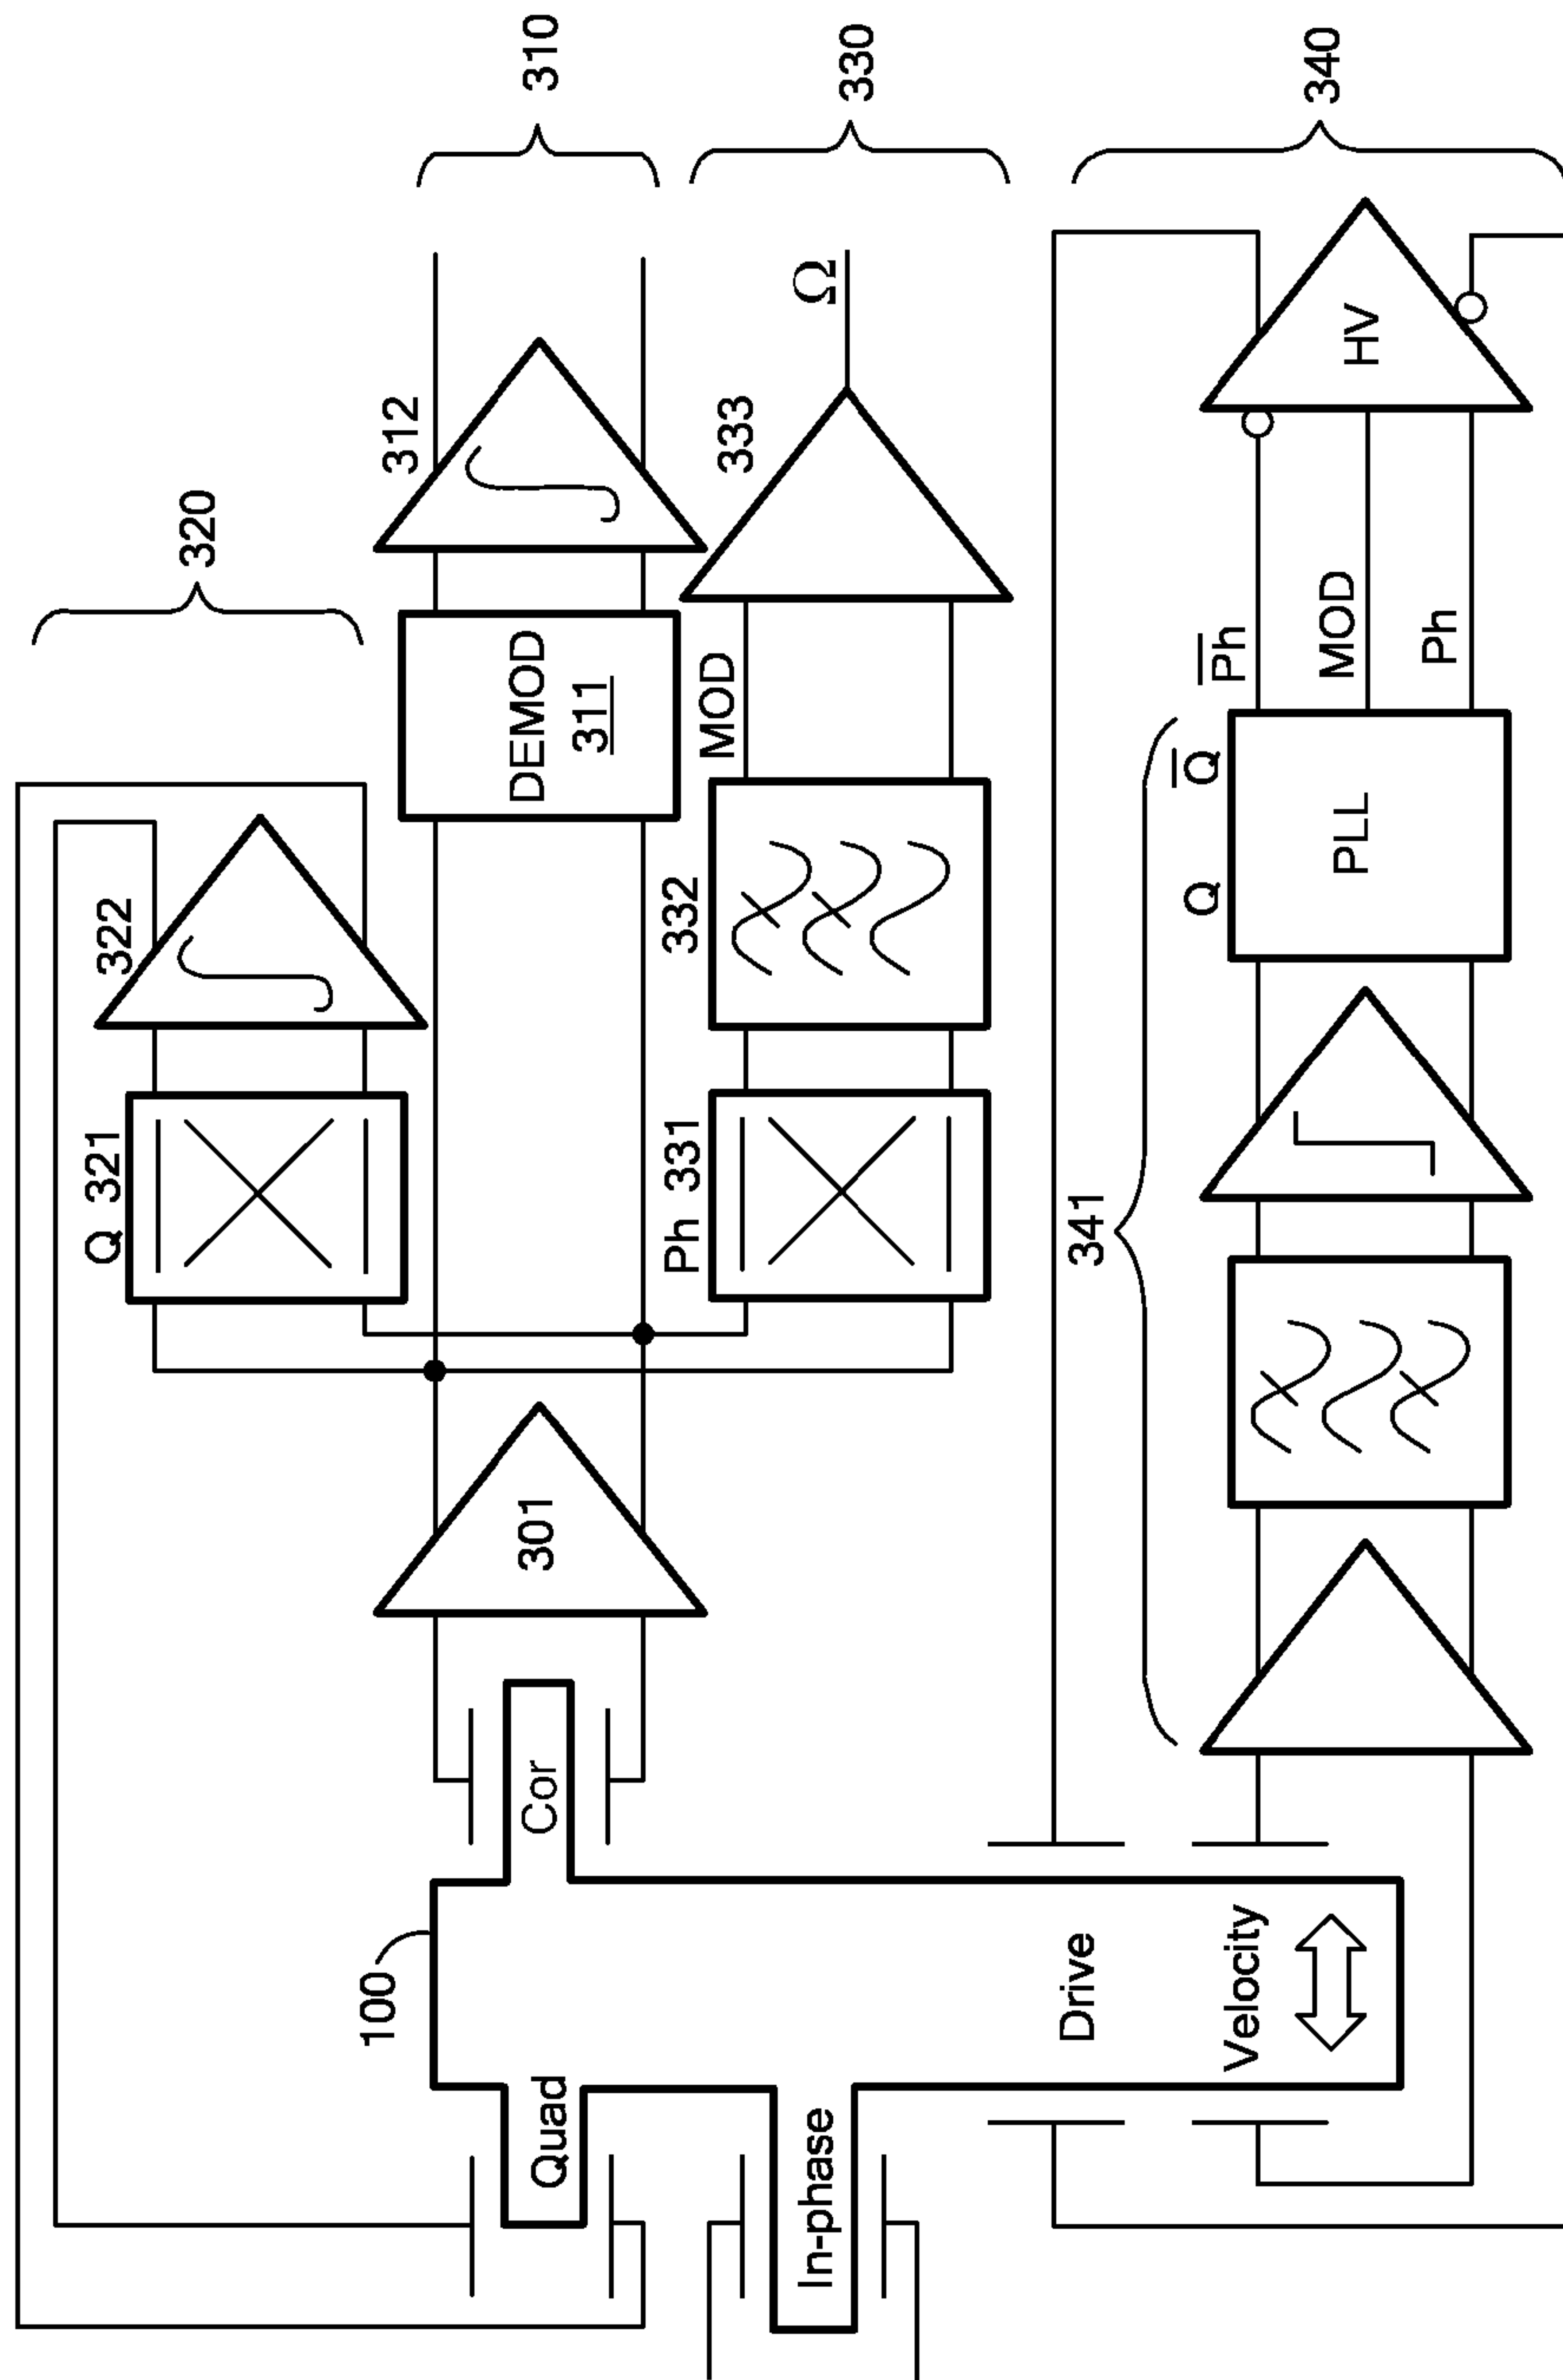 310
330
340
320
312
Ω
HV
322
DEMOD
311
333
MOD
Q̅
Q
PLL
P̅h̅
MOD
Ph
Q 321
332
Ph 331
341
301
Cor
100
Quad
In-phase
Drive
Velocity